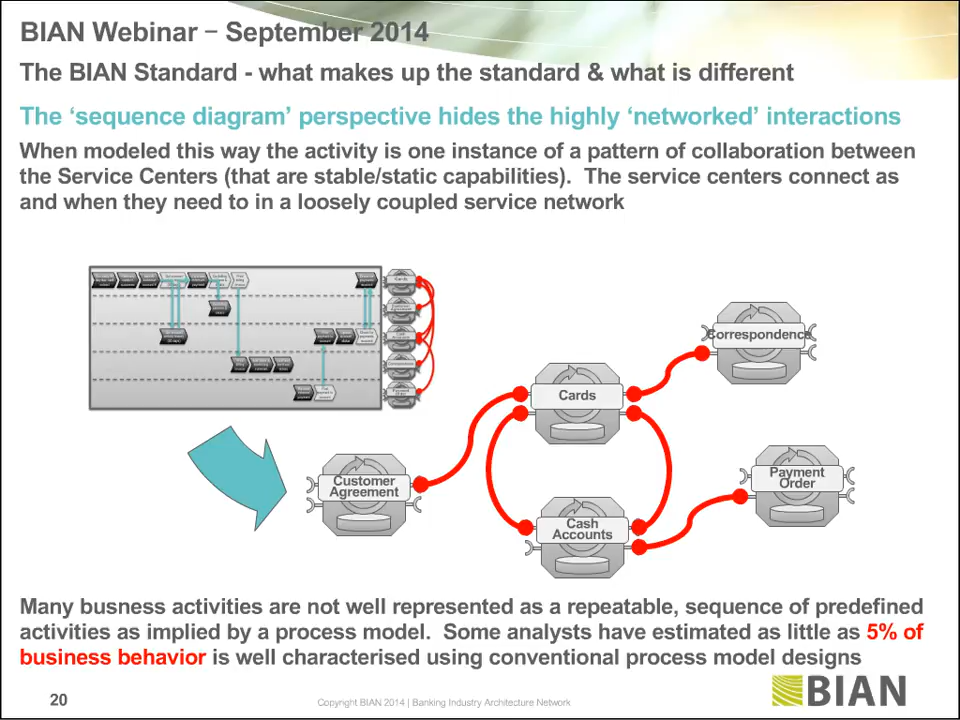 BIAN Webinar – September 2014
The BIAN Standard - what makes up the standard & what is different
The ‘sequence diagram’ perspective hides the highly ‘networked’ interactions
When modeled this way the activity is one instance of a pattern of collaboration between
the Service Centers (that are stable/static capabilities).  The service centers connect as
and when they need to in a loosely coupled service network
Cards
Correspondence
Cards
Customer
Agreement
Payment
Order
Cash
Accounts
Many busness activities are not well represented as a repeatable, sequence of predefined
activities as implied by a process model.  Some analysts have estimated as little as 5% of
business behavior is well characterised using conventional process model designs
20
Copyright BIAN 2014 | Banking Industry Architecture Network
BIAN